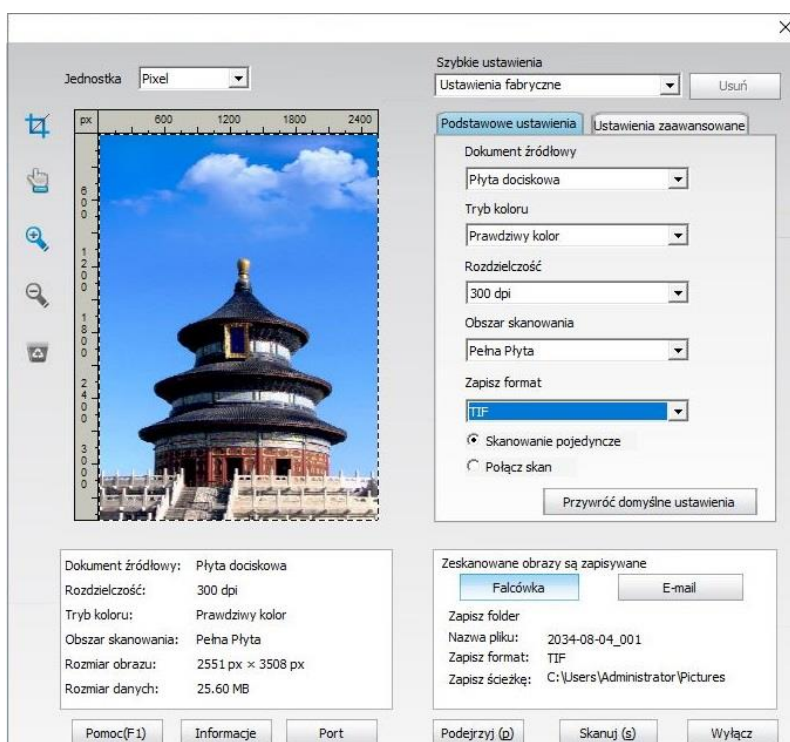 Jednostka
Pixel
px 600 1200 1800 2400
600
1200
1800
2400
3000
Szybkie ustawienia
Ustawienia fabryczne
Usuń
Podstawowe ustawienia
Ustawienia zaawansowane
Dokument źródłowy
Płyta dociskowa
Tryb koloru
Prawdziwy kolor
Rozdzielczość
300 dpi
Obszar skanowania
Pełna Płyta
Zapisz format
TIF
Skanowanie pojedyncze
Połącz skan
Przywróć domyślne ustawienia
Dokument źródłowy: Płyta dociskowa
Rozdzielczość: 300 dpi
Tryb koloru: Prawdziwy kolor
Obszar skanowania: Pełna Płyta
Rozmiar obrazu: 2551 px × 3508 px
Rozmiar danych: 25.60 MB
Zeskanowane obrazy są zapisywane
Falcówka
E-mail
Zapisz folder
Nazwa pliku: 2034-08-04_001
Zapisz format: TIF
Zapisz ścieżkę: C:\Users\Administrator\Pictures
Pomoc(F1)
Informacje
Port
Podejrzyj (p)
Skanuj (s)
Wyłącz